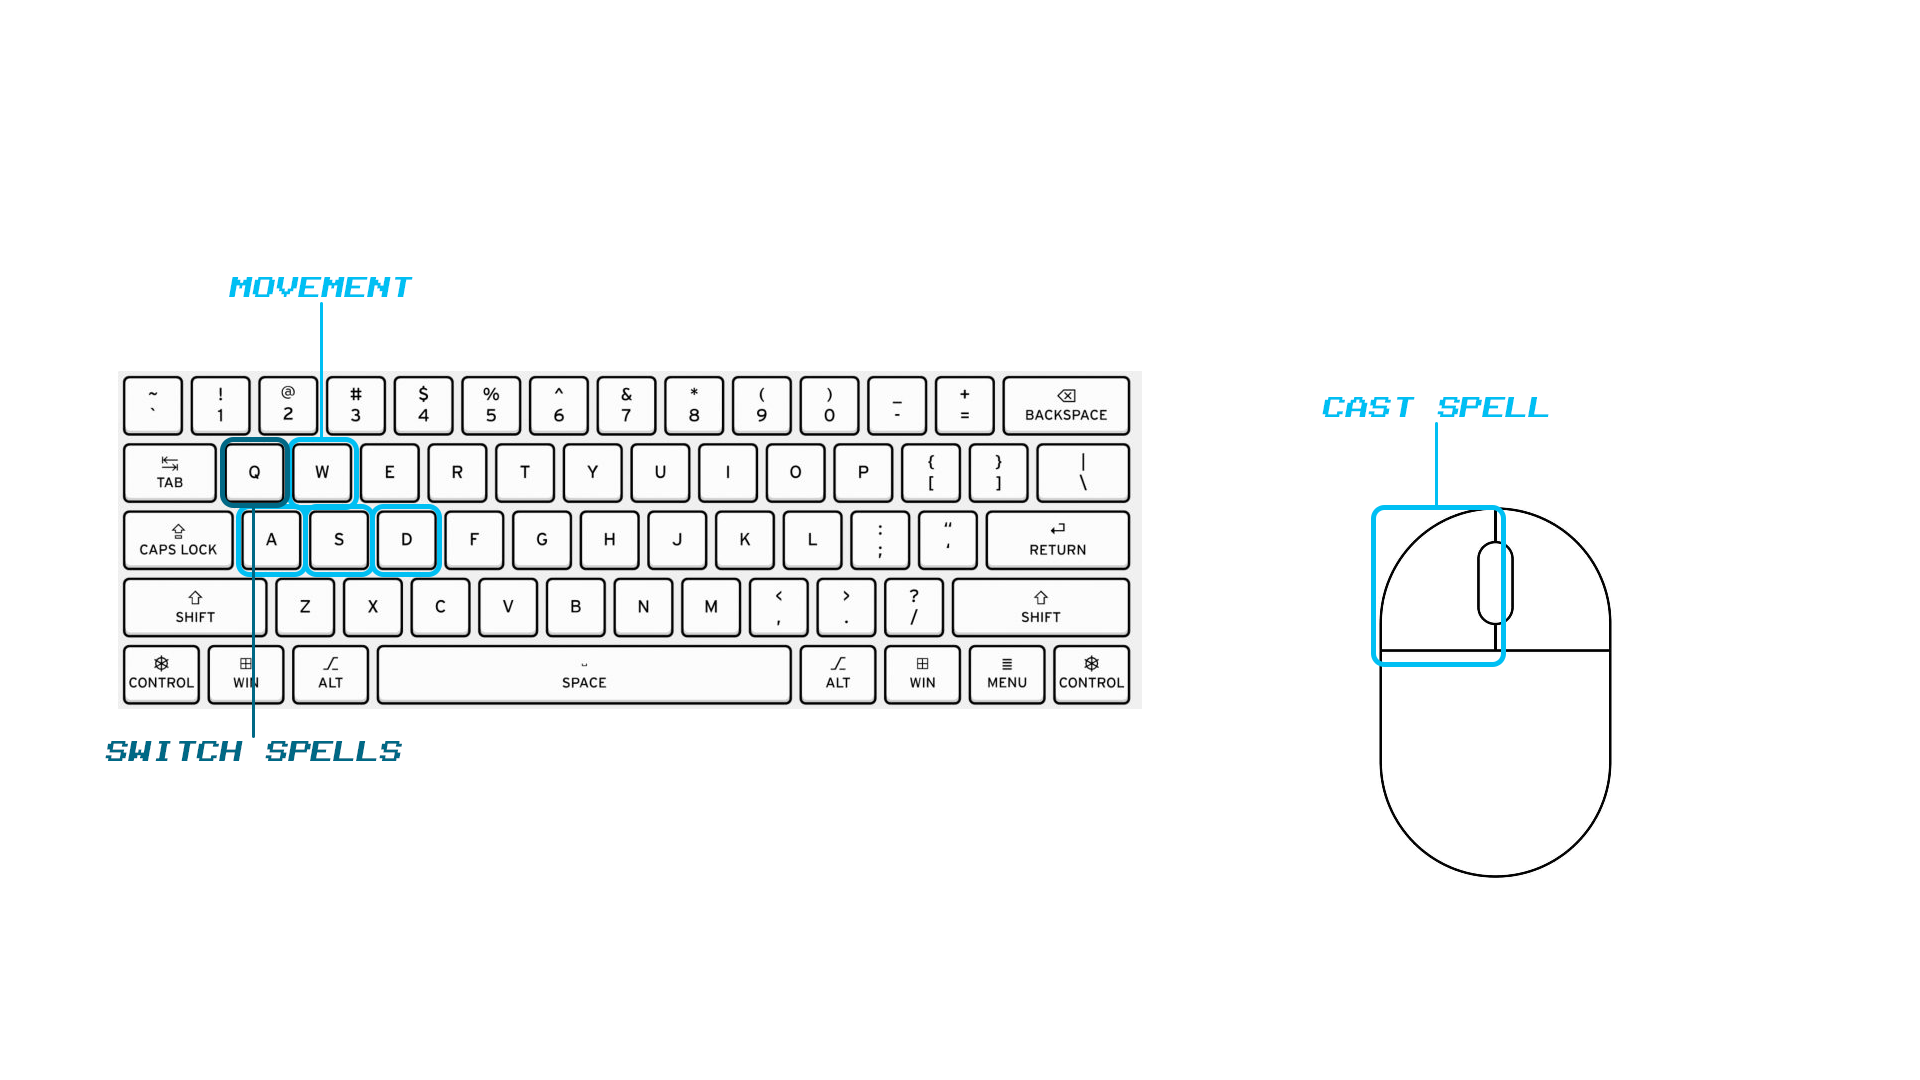 MOVEMENT
~ ! @ # $ % ^ & * ( ) _ +
` 1 2 3 4 5 6 7 8 9 0 - = BACKSPACE
TAB Q W E R T Y U I O P { [ } ] | \
CAPS LOCK A S D F G H J K L : ; “ ‘ RETURN
SHIFT Z X C V B N M < , > . ? / SHIFT
CONTROL WIN ALT SPACE ALT WIN MENU CONTROL
SWITCH SPELLS
CAST SPELL